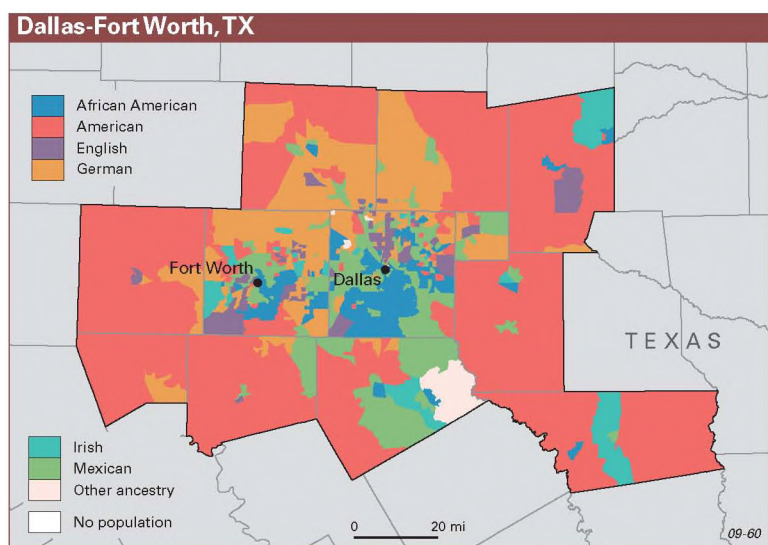 Dallas-Fort Worth, TX
African American
American
English
German
Fort Worth
Dallas
TEXAS
Irish
Mexican
Other ancestry
No population
0 20 mi
09-60